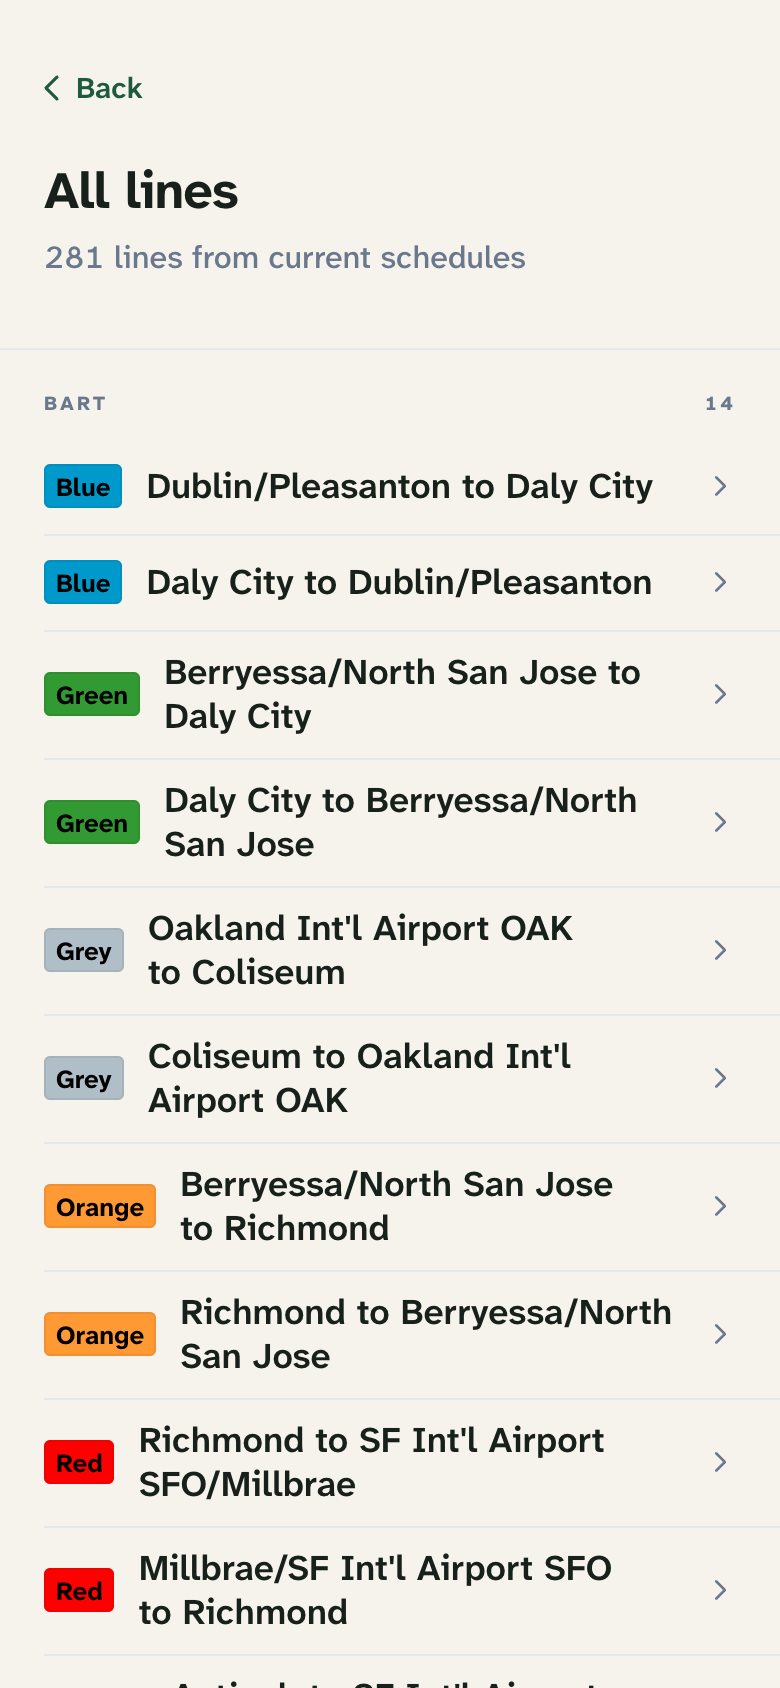 Back
All lines
281 lines from current schedules
BART 14
Blue Dublin/Pleasanton to Daly City
Blue Daly City to Dublin/Pleasanton
Green Berryessa/North San Jose to
Daly City
Green Daly City to Berryessa/North
San Jose
Grey Oakland Int'l Airport OAK
to Coliseum
Grey Coliseum to Oakland Int'l
Airport OAK
Orange Berryessa/North San Jose
to Richmond
Orange Richmond to Berryessa/North
San Jose
Red Richmond to SF Int'l Airport
SFO/Millbrae
Red Millbrae/SF Int'l Airport SFO
to Richmond